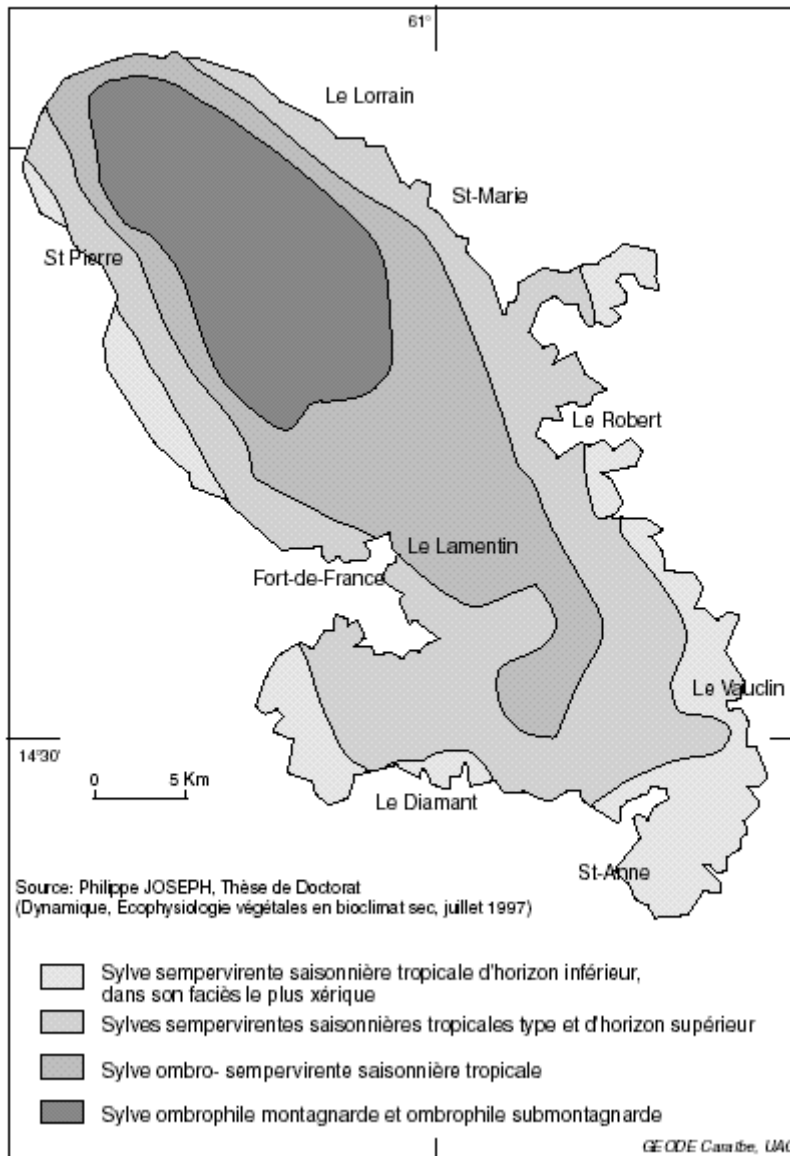 61°
Le Lorrain
St-Marie
St Pierre
Le Robert
Le Lamentin
Fort-de-France
Le Vauclin
14°30'
0 5 Km
Le Diamant
St-Anne
Source: Philippe JOSEPH, Thèse de Doctorat
(Dynamique, Ecophysiologie végétales en bioclimat sec, juillet 1997)
Sylve sempervirente saisonnière tropicale d'horizon inférieur,
dans son faciès le plus xérique
Sylves sempervirentes saisonnières tropicales type et d'horizon supérieur
Sylve ombro- sempervirente saisonnière tropicale
Sylve ombrophile montagnarde et ombrophile submontagnarde
GEODE Caraïbe, UAG